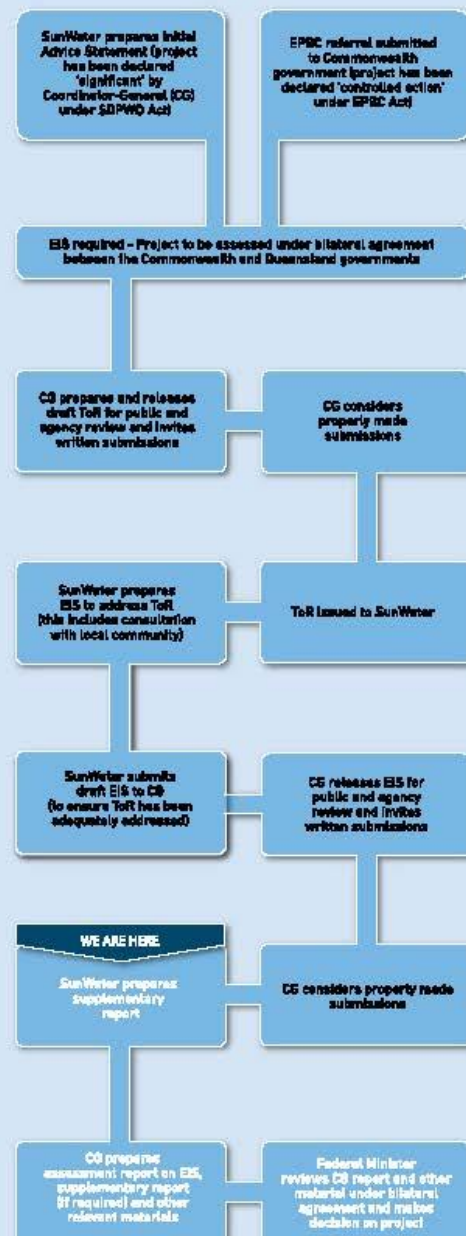 SunWater prepares Initial
Advice Statement (project
has been declared
'significant' by
Coordinator-General (CG)
under SDPWO Act)
EPBC referral submitted
to Commonwealth
government (project has been
declared 'controlled action'
under EPBC Act)
EIS required – Project to be assessed under bilateral agreement
between the Commonwealth and Queensland governments
CG prepares and releases
draft ToR for public and
agency review and invites
written submissions
CG considers
properly made
submissions
ToR issued to SunWater
SunWater prepares
EIS to address ToR
(this includes consultation
with local community)
SunWater submits
draft EIS to CG
(to ensure ToR has been
adequately addressed)
CG releases EIS for
public and agency
review and invites
written submissions
CG considers properly made
submissions
WE ARE HERE
SunWater prepares
supplementary
report
CG prepares
assessment report on EIS,
supplementary report
(if required) and other
relevant materials
Federal Minister
reviews CG report and other
material under bilateral
agreement and makes
decision on project